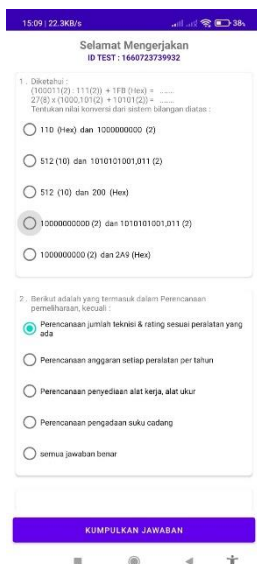 15:09 | 22.3KB/s
38%
Selamat Mengerjakan
ID TEST : 1660723739932
1 . Diketahui :
(100011(2) : 111(2)) + 1FB (Hex) = .......
27(8) x (1000,101(2) + 10101(2)) = .......
Tentukan nilai konversi dari sistem bilangan diatas :
110 (Hex) dan 1000000000 (2)
512 (10) dan 1010101001,011 (2)
512 (10) dan 200 (Hex)
10000000000 (2) dan 1010101001,011 (2)
1000000000 (2) dan 2A9 (Hex)
2 . Berikut adalah yang termasuk dalam Perencanaan
pemeliharaan, kecuali :
Perencanaan jumlah teknisi & rating sesuai peralatan yang
ada
Perencanaan anggaran setiap peralatan per tahun
Perencanaan penyediaan alat kerja, alat ukur
Perencanaan pengadaan suku cadang
semua jawaban benar
KUMPULKAN JAWABAN